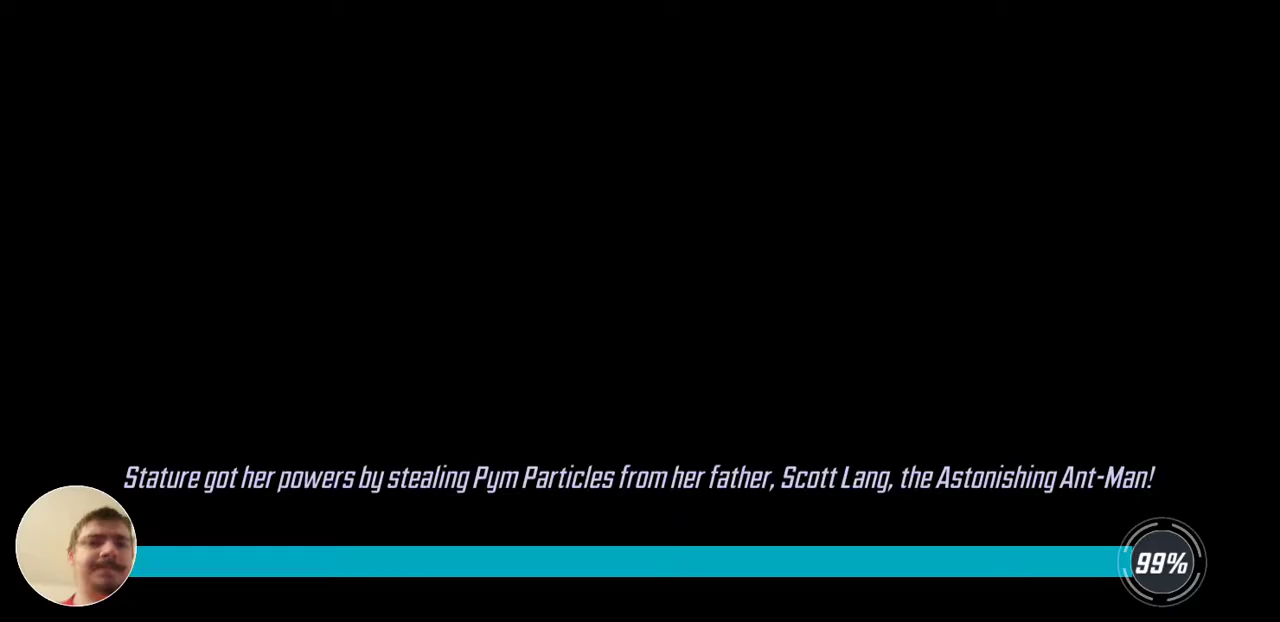 Stature got her powers by stealing Pym Particles from her father, Scott Lang, the Astonishing Ant-Man!
99%